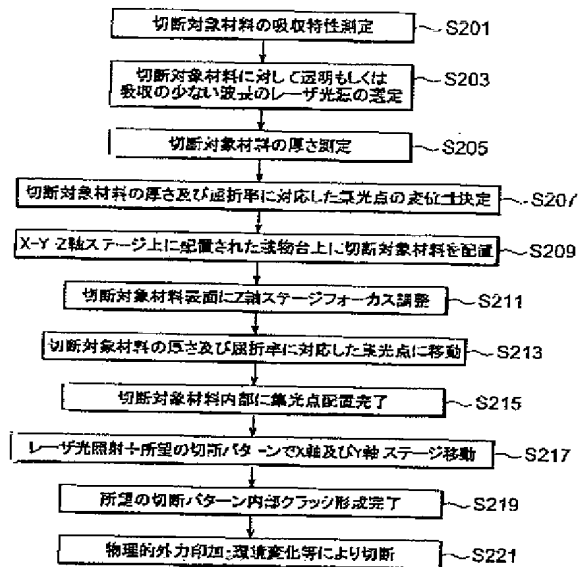 切断対象材料の吸収特性測定 S201
切断対象材料に対して透明もしくは S203
吸収の少ない波長のレーザ光源の選定
切断対象材料の厚さ測定 S205
切断対象材料の厚さ及び屈折率に対応した集光点の変位量決定 S207
X-Y-Z軸ステージ上に配置された載物台上に切断対象材料を配置 S209
切断対象材料表面にZ軸ステージフォーカス調整 S211
切断対象材料の厚さ及び屈折率に対応した集光点に移動 S213
切断対象材料内部に集光点配置完了 S215
レーザ光照射+所望の切断パターンでX軸及びY軸ステージ移動 S217
所望の切断パターン内部クラック形成完了 S219
物理的外力印加・環境変化等により切断 S221